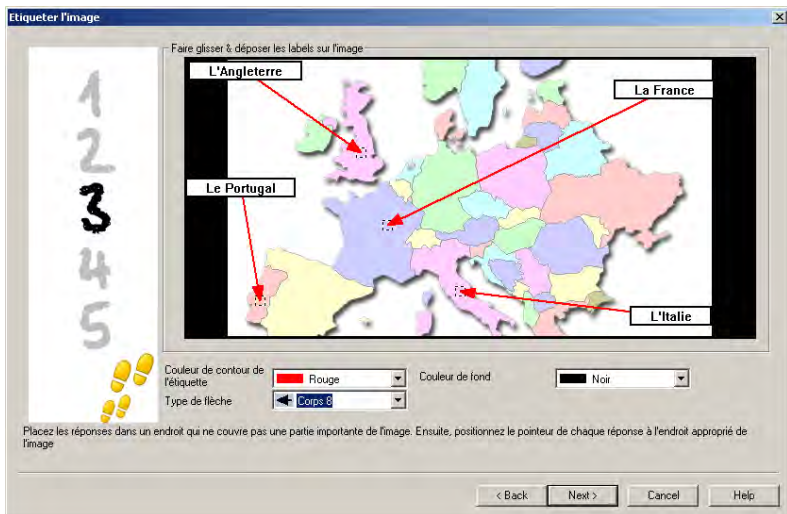 Etiqueter l'image
Faire glisser & déposer les labels sur l'image
1
2
3
4
5
L'Angleterre
La France
Le Portugal
L'Italie
Couleur de contour de
l'étiquette
Rouge
Couleur de fond
Noir
Type de flèche
Corps 8
Placez les réponses dans un endroit qui ne couvre pas une partie importante de l'image. Ensuite, positionnez le pointeur de chaque réponse à l'endroit approprié de
l'image
< Back
Next >
Cancel
Help